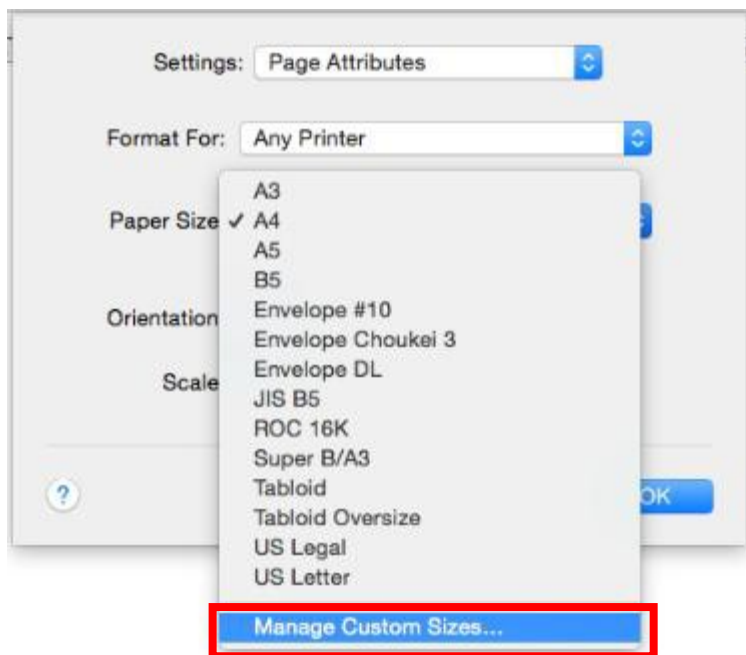 Settings: Page Attributes
Format For: Any Printer
A3
Paper Size ✓ A4
A5
B5
Envelope #10
Orientation
Envelope Choukei 3
Envelope DL
Scale
JIS B5
ROC 16K
Super B/A3
Tabloid
? OK
Tabloid Oversize
US Legal
US Letter
Manage Custom Sizes...